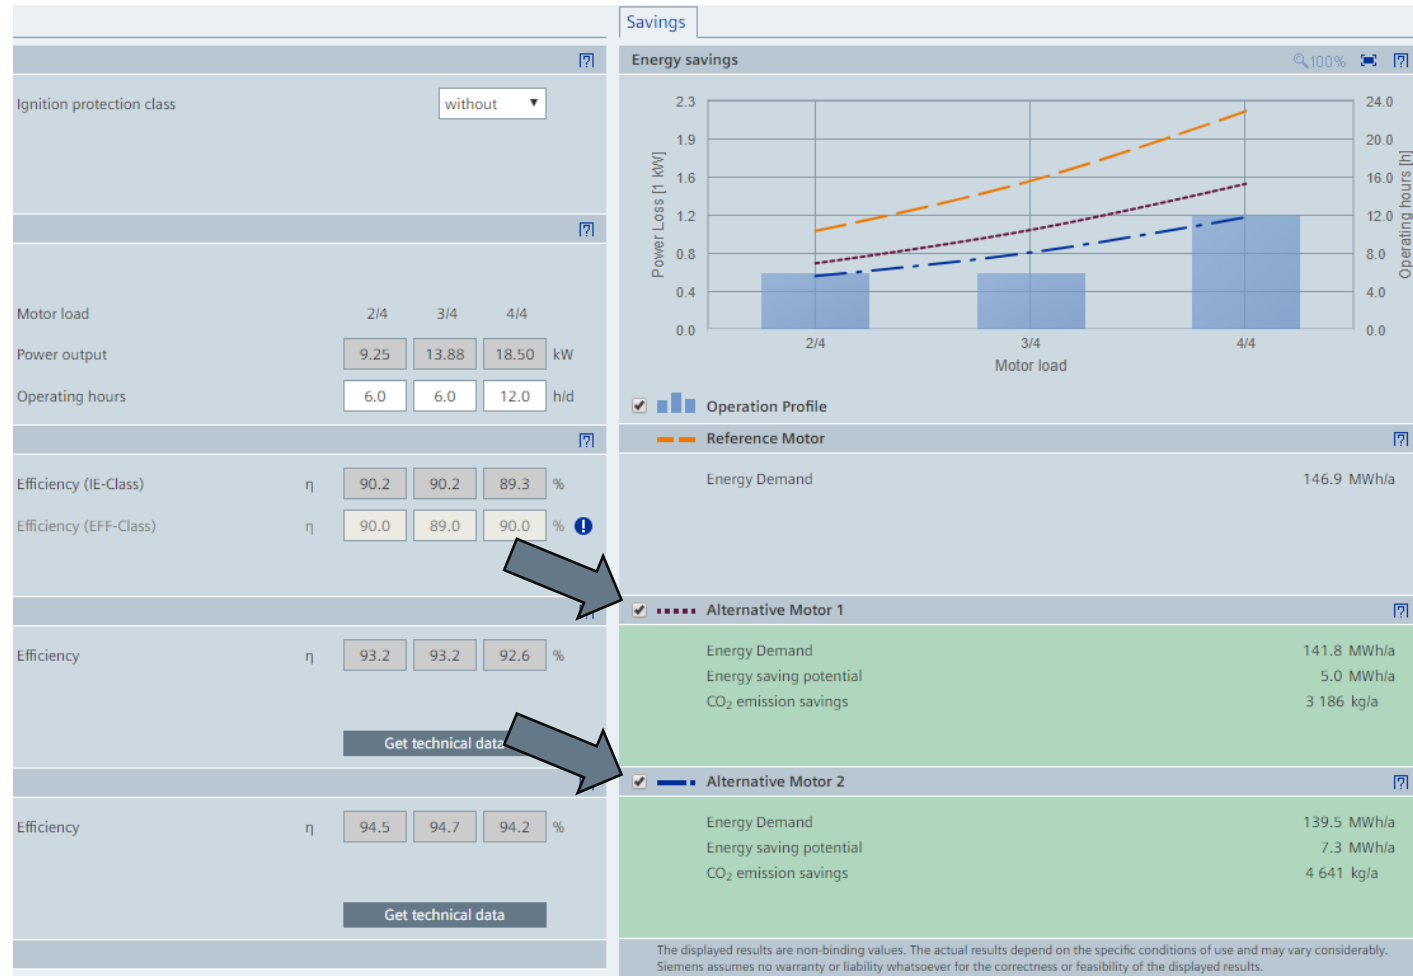 Savings
[?]
Energy savings
100%
[?]
Ignition protection class
without
[?]
Motor load
2/4 3/4 4/4
Power output
9.25 13.88 18.50 kW
Operating hours
6.0 6.0 12.0 h/d
[?]
Efficiency (IE-Class) η 90.2 90.2 89.3 %
Efficiency (EFF-Class) η 90.0 89.0 90.0 % !
Efficiency η 93.2 93.2 92.6 %
Get technical data
Efficiency η 94.5 94.7 94.2 %
Get technical data
Power Loss [1 kW]
2.3
1.9
1.6
1.2
0.8
0.4
0.0
24.0
20.0
16.0
12.0
8.0
4.0
0.0
Operating hours [h]
2/4 3/4 4/4
Motor load
Operation Profile
Reference Motor [?]
Energy Demand 146.9 MWh/a
Alternative Motor 1 [?]
Energy Demand 141.8 MWh/a
Energy saving potential 5.0 MWh/a
CO₂ emission savings 3 186 kg/a
Alternative Motor 2 [?]
Energy Demand 139.5 MWh/a
Energy saving potential 7.3 MWh/a
CO₂ emission savings 4 641 kg/a
The displayed results are non-binding values. The actual results depend on the specific conditions of use and may vary considerably.
Siemens assumes no warranty or liability whatsoever for the correctness or feasibility of the displayed results.